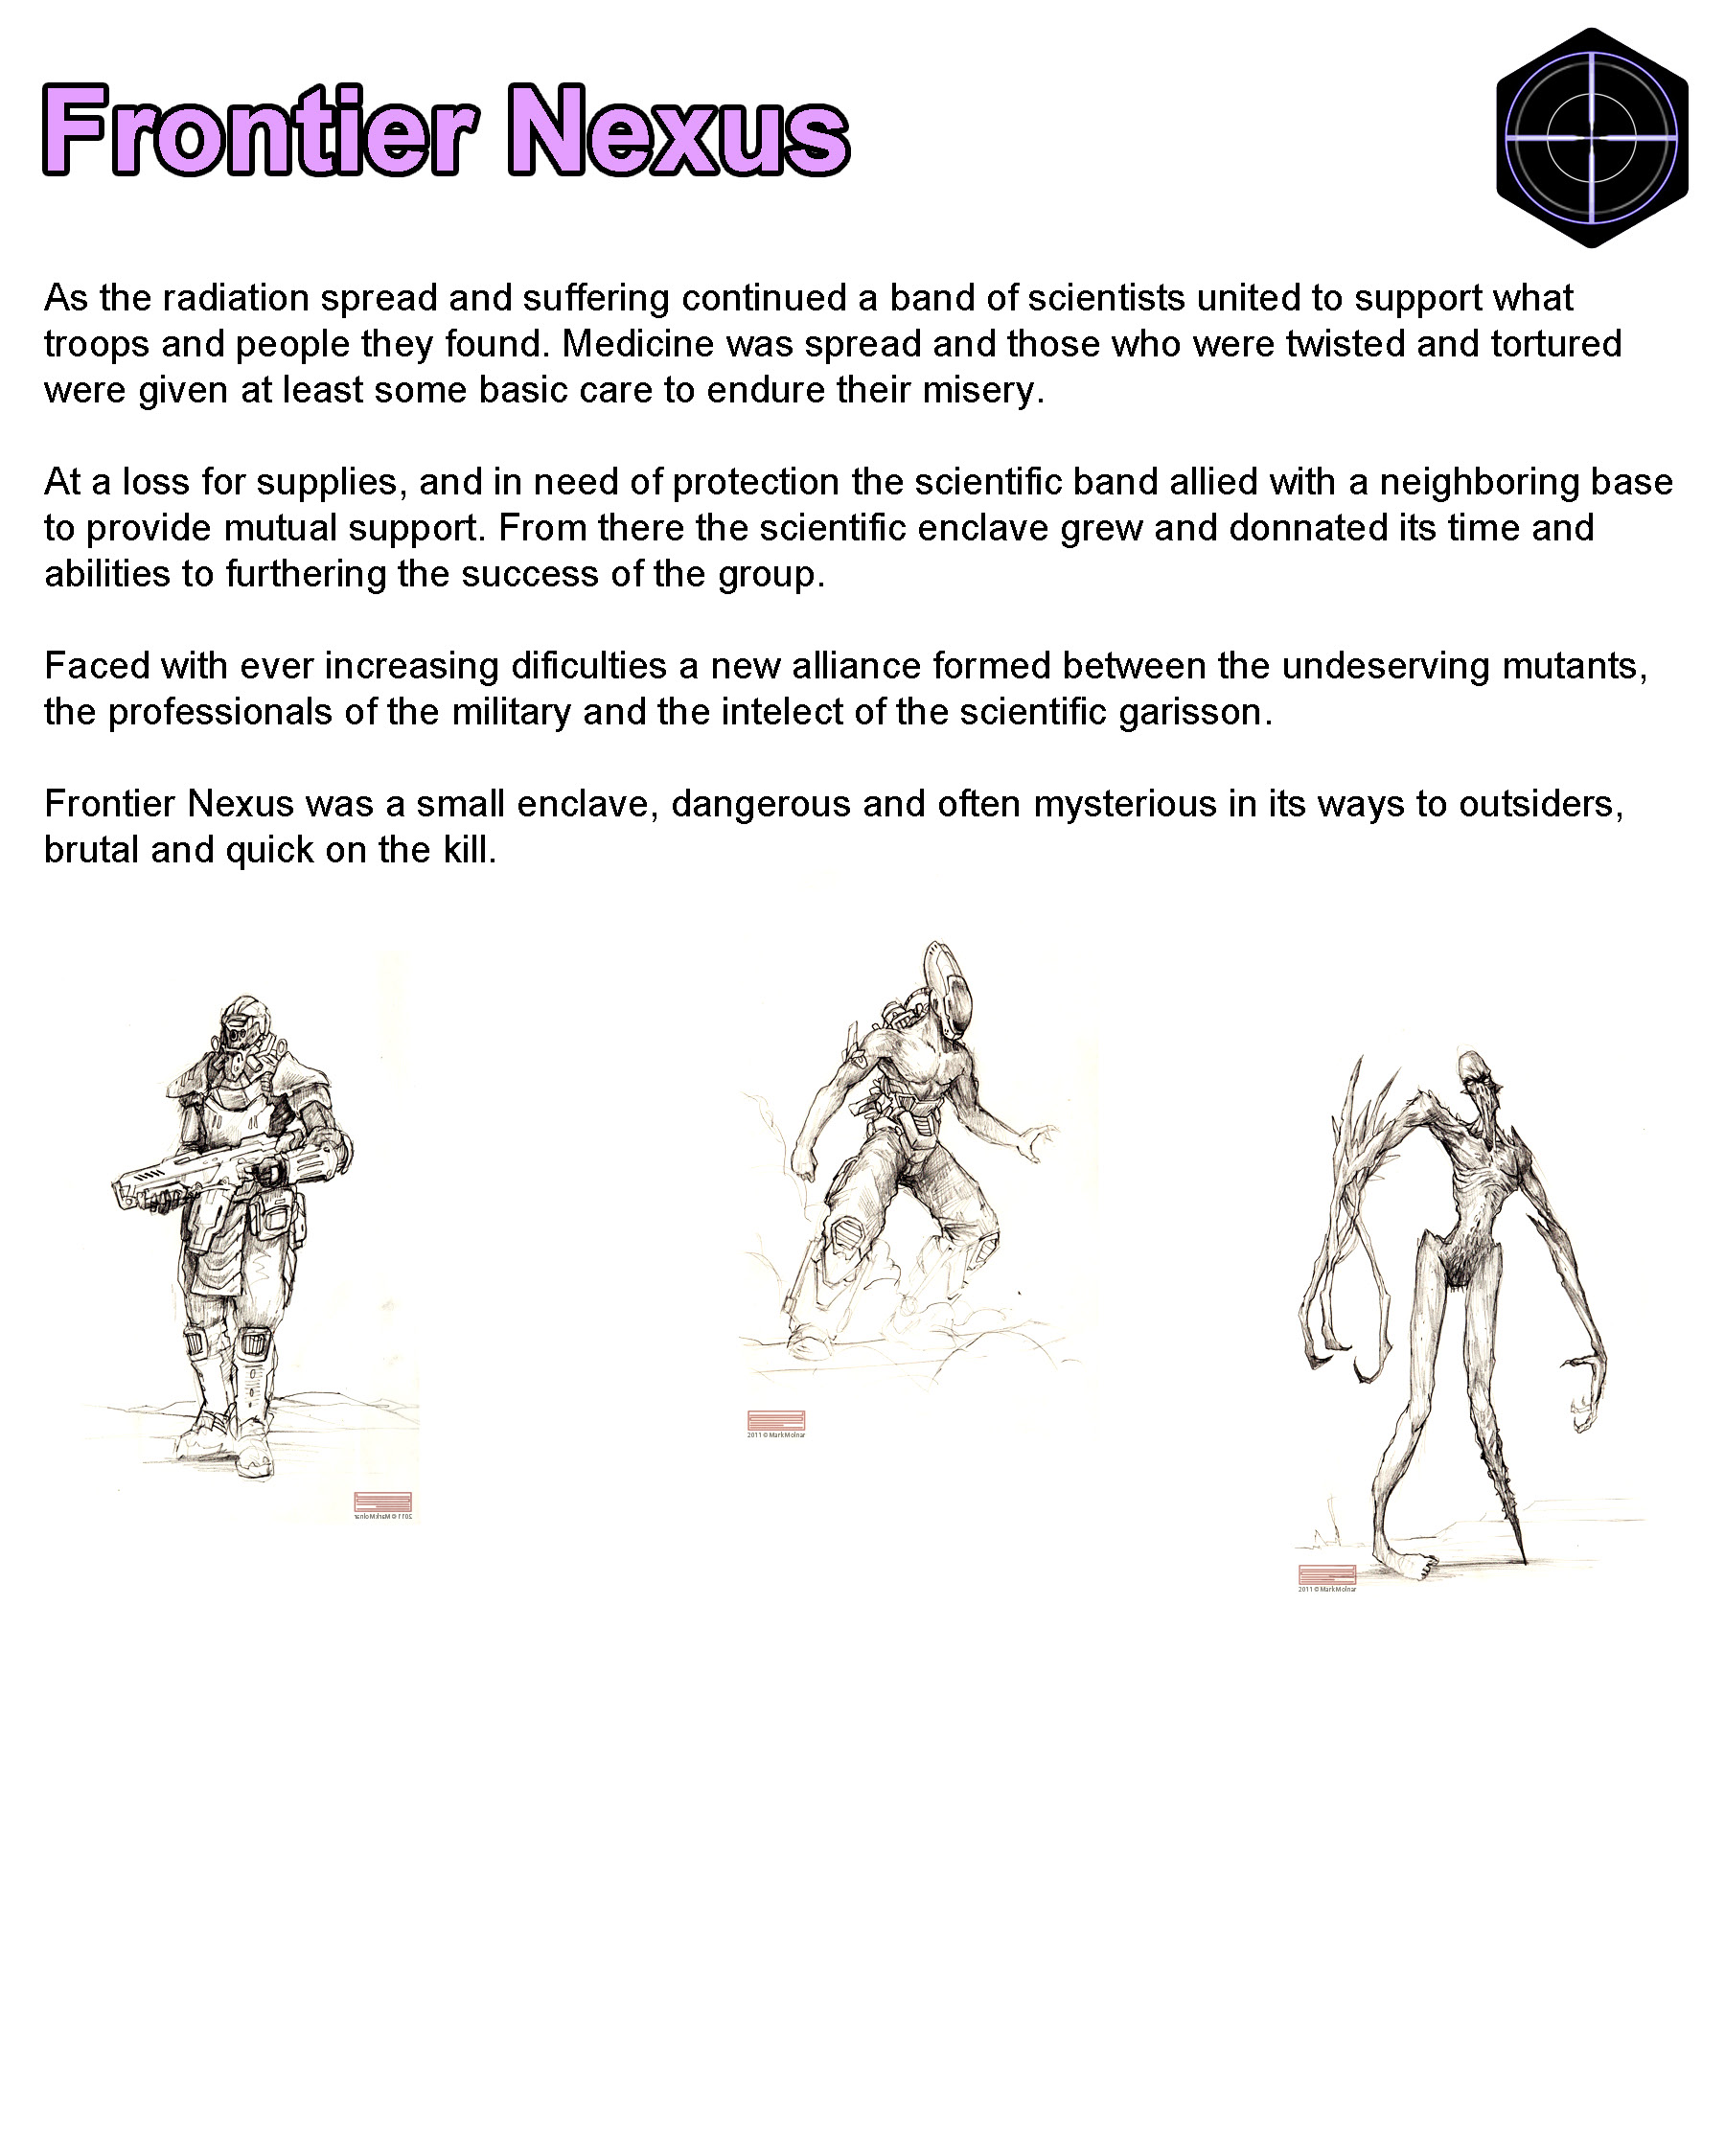 Frontier Nexus
As the radiation spread and suffering continued a band of scientists united to support what
troops and people they found. Medicine was spread and those who were twisted and tortured
were given at least some basic care to endure their misery.
At a loss for supplies, and in need of protection the scientific band allied with a neighboring base
to provide mutual support. From there the scientific enclave grew and donnated its time and
abilities to furthering the success of the group.
Faced with ever increasing dificulties a new alliance formed between the undeserving mutants,
the professionals of the military and the intelect of the scientific garisson.
Frontier Nexus was a small enclave, dangerous and often mysterious in its ways to outsiders,
brutal and quick on the kill.
2011 © Mark Molnar
2011 © Mark Molnar
2011 © Mark Molnar